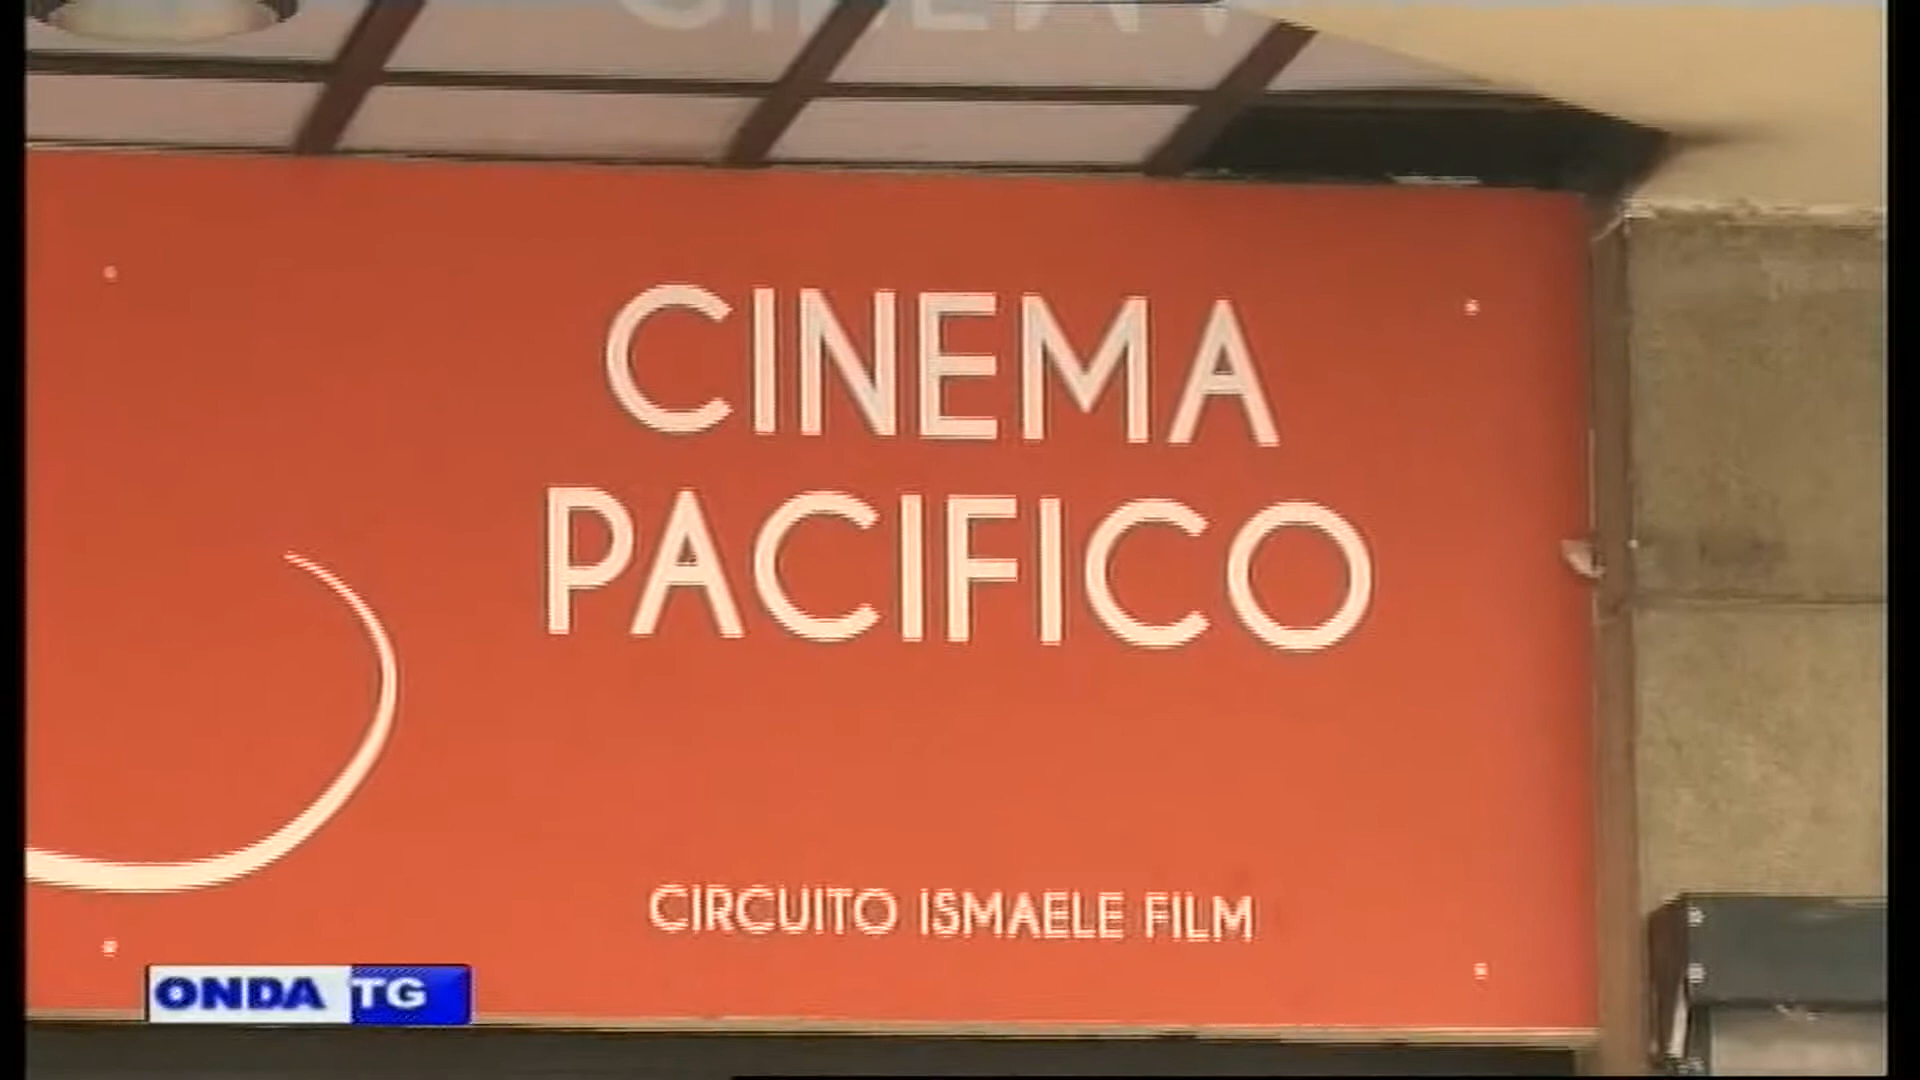 CINEMA
PACIFICO
CIRCUITO ISMAELE FILM
ONDA TG